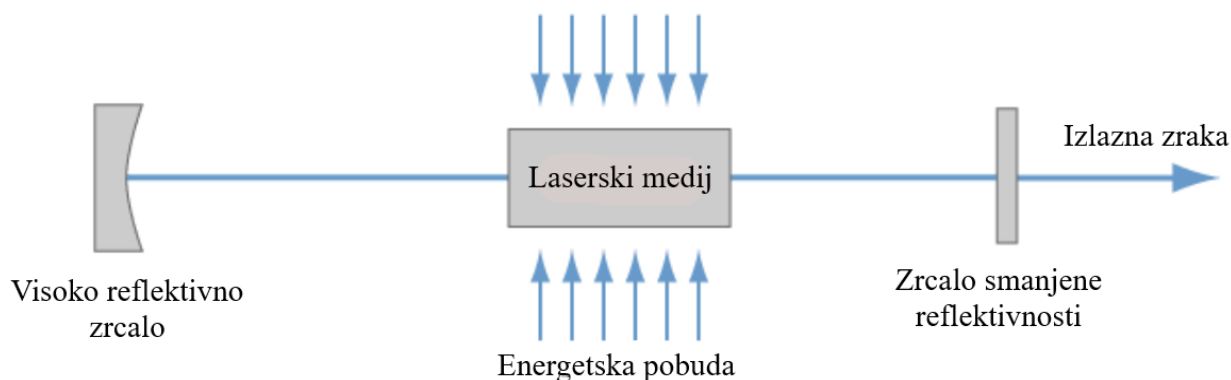 Izlazna zraka
Laserski medij
Visoko reflektivno
zrcalo
Zrcalo smanjene
reflektivnosti
Energetska pobuda